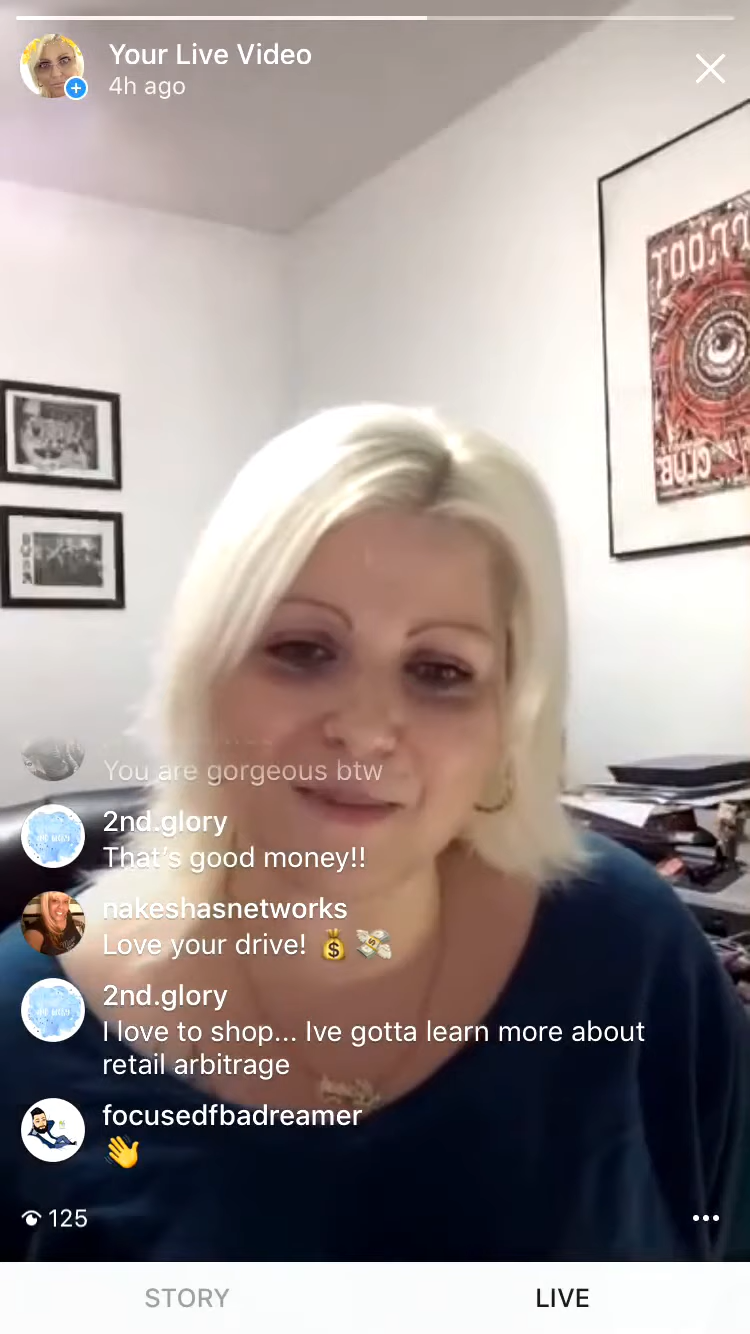 Your Live Video
4h ago
CLUB
You are gorgeous btw
2nd.glory
That's good money!!
nakeshasnetworks
Love your drive! 💰 💸
2nd.glory
I love to shop... Ive gotta learn more about
retail arbitrage
focusedfbadreamer
👋
125
STORY
LIVE